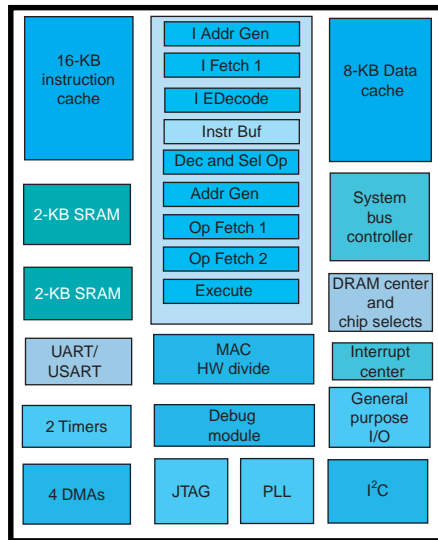 16-KB
instruction
cache
I Addr Gen
I Fetch 1
I EDecode
Instr Buf
Dec and Sel Op
Addr Gen
Op Fetch 1
Op Fetch 2
Execute
8-KB Data
cache
2-KB SRAM
System
bus
controller
2-KB SRAM
DRAM center
and
chip selects
UART/
USART
MAC
HW divide
Interrupt
center
2 Timers
Debug
module
General
purpose
I/O
4 DMAs
JTAG
PLL
I²C